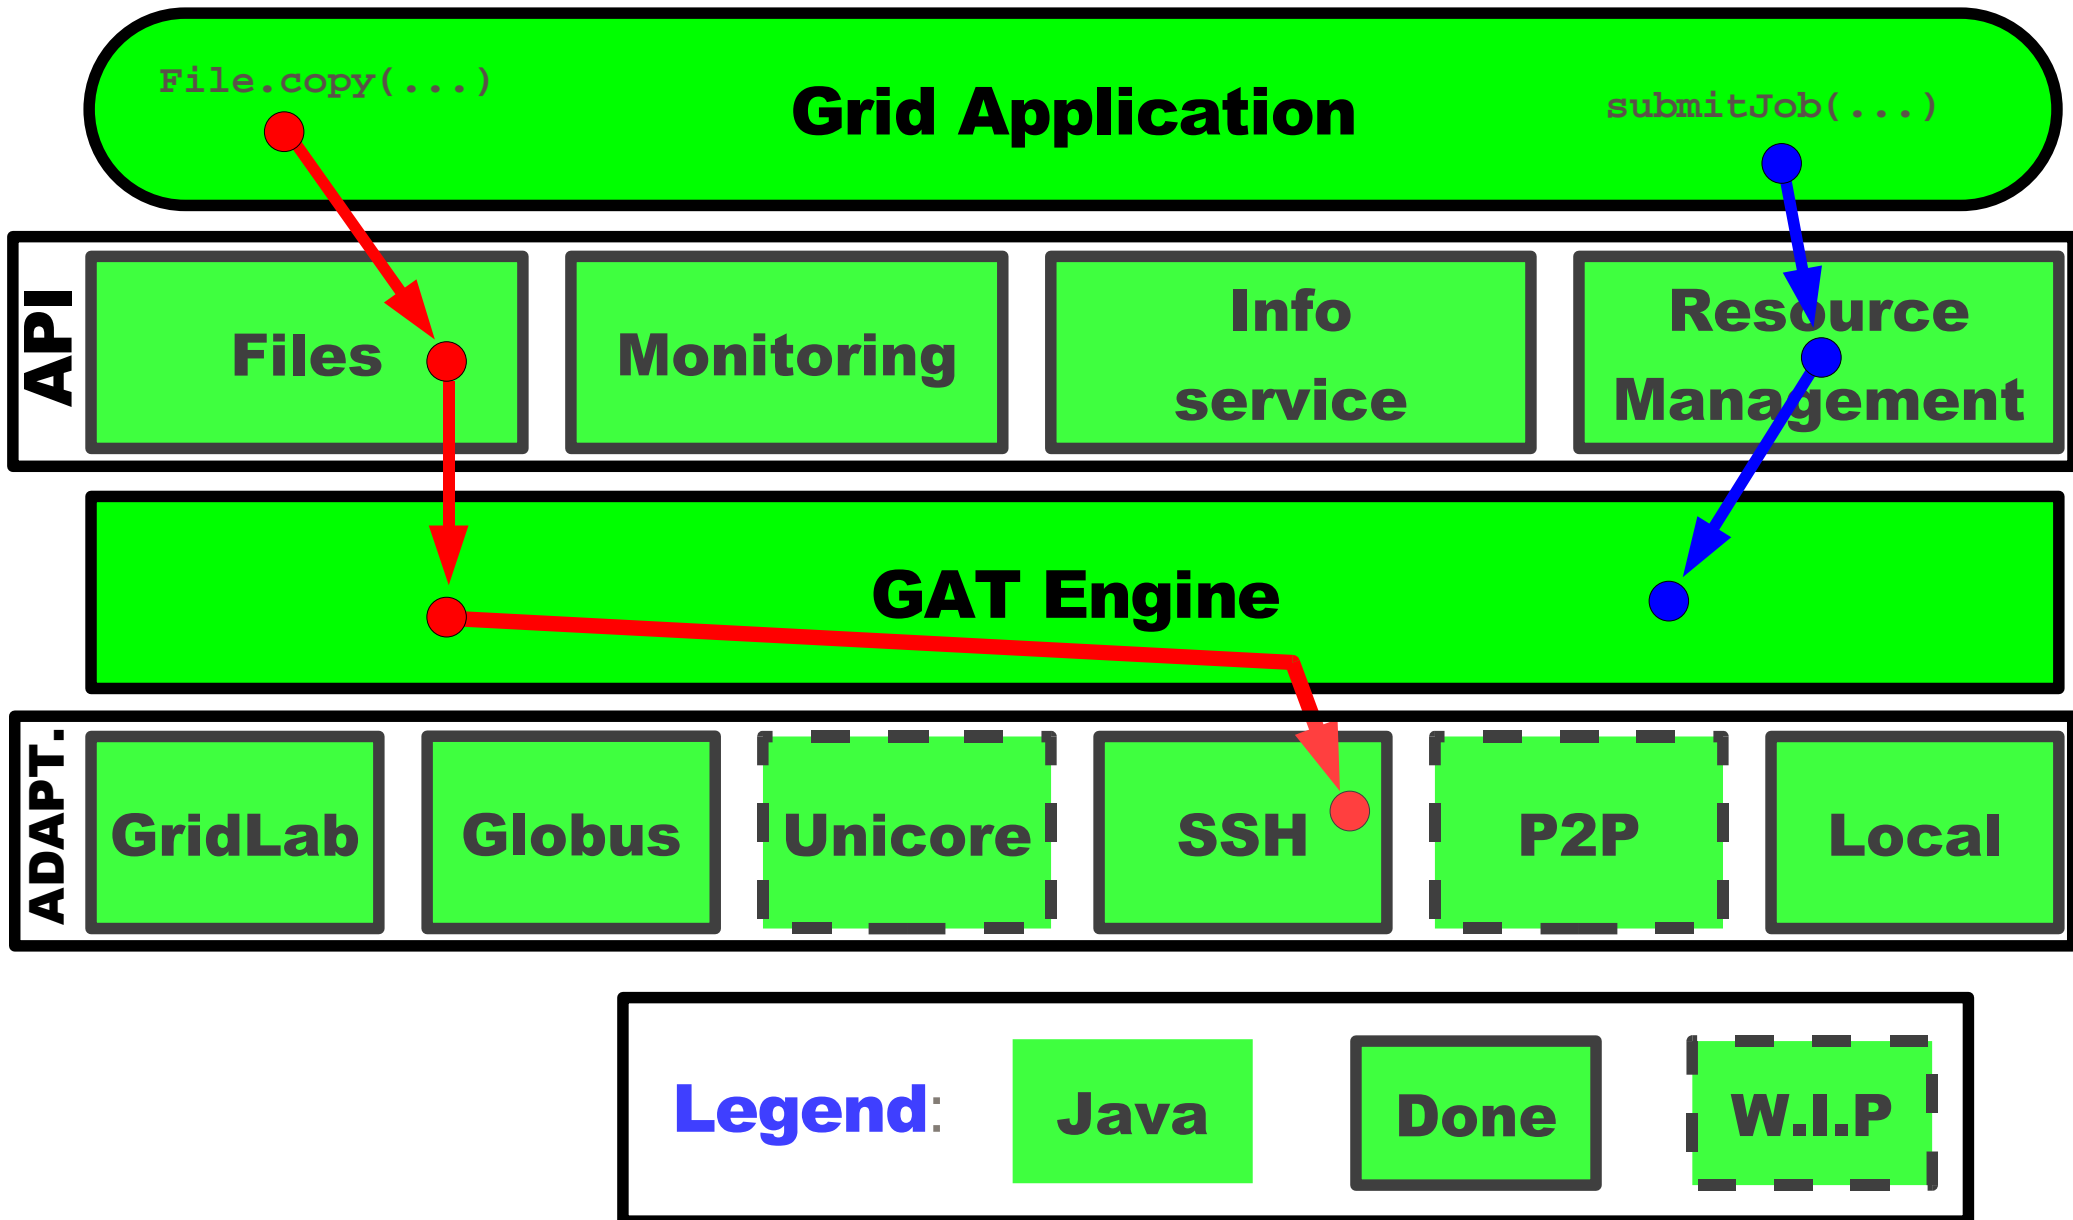 File.copy(...)
Grid Application
submitJob(...)
API
Files
Monitoring
Info
service
Resource
Management
GAT Engine
ADAPT.
GridLab
Globus
Unicore
SSH
P2P
Local
Legend:
Java
Done
W.I.P